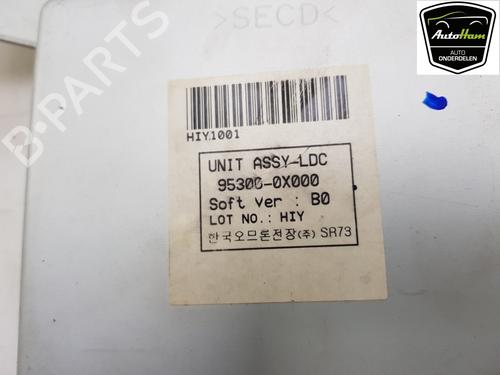 >SECD<
AutoHam
AUTO
ONDERDELEN
B-PARTS
HIY1001
UNIT ASSY-LDC
95300-0X000
Soft Ver : B0
LOT NO.: HIY
한국오므론전장(주) SR73